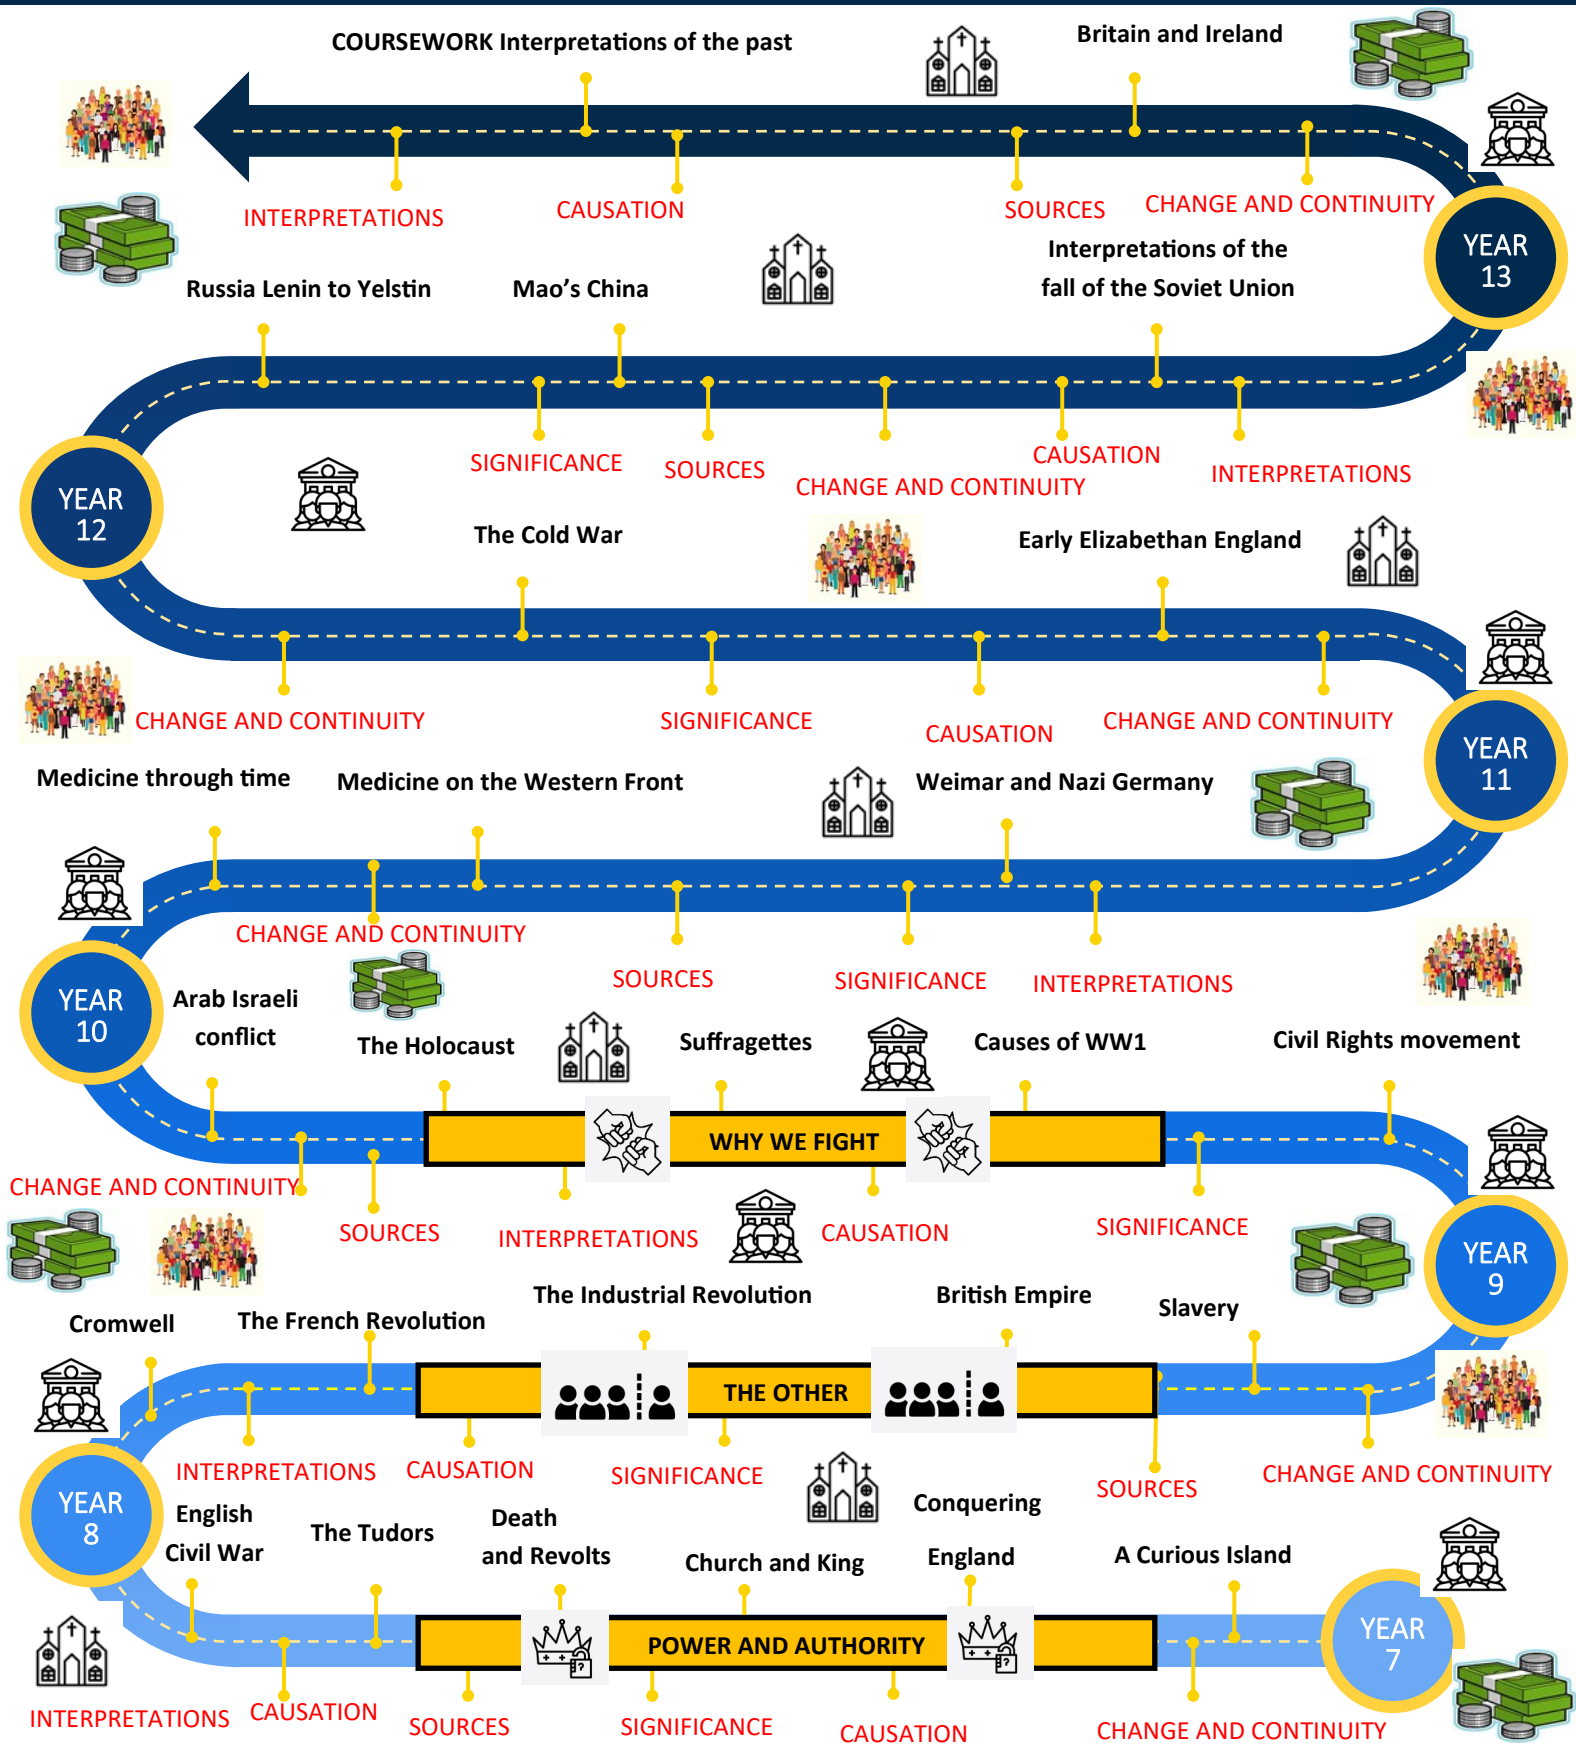 COURSEWORK Interpretations of the past
Britain and Ireland
INTERPRETATIONS
CAUSATION
SOURCES
CHANGE AND CONTINUITY
YEAR
13
Russia Lenin to Yelstin
Mao's China
Interpretations of the
fall of the Soviet Union
SIGNIFICANCE
SOURCES
CHANGE AND CONTINUITY
CAUSATION
INTERPRETATIONS
YEAR
12
The Cold War
Early Elizabethan England
CHANGE AND CONTINUITY
SIGNIFICANCE
CAUSATION
CHANGE AND CONTINUITY
YEAR
11
Medicine through time
Medicine on the Western Front
Weimar and Nazi Germany
CHANGE AND CONTINUITY
SOURCES
SIGNIFICANCE
INTERPRETATIONS
YEAR
10
Arab Israeli
conflict
The Holocaust
Suffragettes
Causes of WW1
Civil Rights movement
WHY WE FIGHT
CHANGE AND CONTINUITY
SOURCES
INTERPRETATIONS
CAUSATION
SIGNIFICANCE
YEAR
9
Cromwell
The French Revolution
The Industrial Revolution
British Empire
Slavery
THE OTHER
INTERPRETATIONS
CAUSATION
SIGNIFICANCE
SOURCES
CHANGE AND CONTINUITY
YEAR
8
English
Civil War
The Tudors
Death
and Revolts
Church and King
Conquering
England
A Curious Island
POWER AND AUTHORITY
YEAR
7
INTERPRETATIONS
CAUSATION
SOURCES
SIGNIFICANCE
CAUSATION
CHANGE AND CONTINUITY